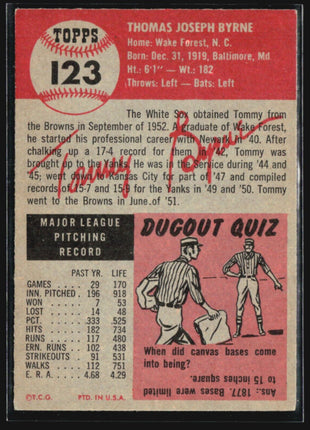 TOPPS
123
THOMAS JOSEPH BYRNE
Home: Wake Forest, N. C.
Born: Dec. 31, 1919, Baltimore, Md
Ht.: 6'1"— Wt.: 182
Throws: Left – Bats: Left
The White Sox obtained Tommy from
the Browns in September of 1952. A graduate of Wake Forest,
he started his professional career with Newark in '40. After
chalking up a 17-4 record for them in '42, Tommy was
brought up to the Yanks. He was in the Service during '44 and
'45; went down to Kansas City for part of '47 and compiled
records of 15-7 and 15-9 for the Yanks in '49 and '50. Tommy
went to the Browns in June of '51.
Tommy Byrne
MAJOR LEAGUE
PITCHING
RECORD
PAST YR. LIFE
GAMES 29 170
INN. PITCHED 196 918
WON 7 53
LOST 14 48
PCT. .333 .525
HITS 182 734
RUNS 117 480
EARN. RUNS 102 438
STRIKEOUTS 91 531
WALKS 112 751
E. R. A. 4.68 4.29
DUGOUT QUIZ
When did canvas bases come
into being?
Ans.: 1877. Bases were limited
to 15 inches square.
©T.C.G. PTD. IN U.S.A.